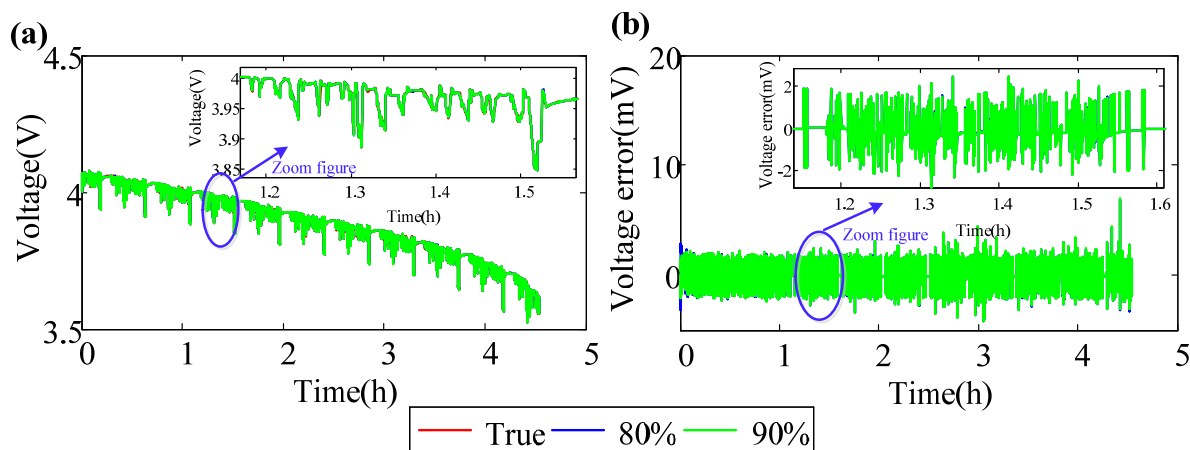 (a)
4.5
4
3.5
Voltage(V)
0 1 2 3 4 5
Time(h)
4
3.95
3.9
3.85
Voltage(V)
1.2 1.3 1.4 1.5
Time(h)
Zoom figure
(b)
20
15
10
5
0
Voltage error(mV)
0 1 2 3 4 5
Time(h)
2
0
-2
Voltage error(mV)
1.2 1.3 1.4 1.5 1.6
Time(h)
Zoom figure
True 80% 90%